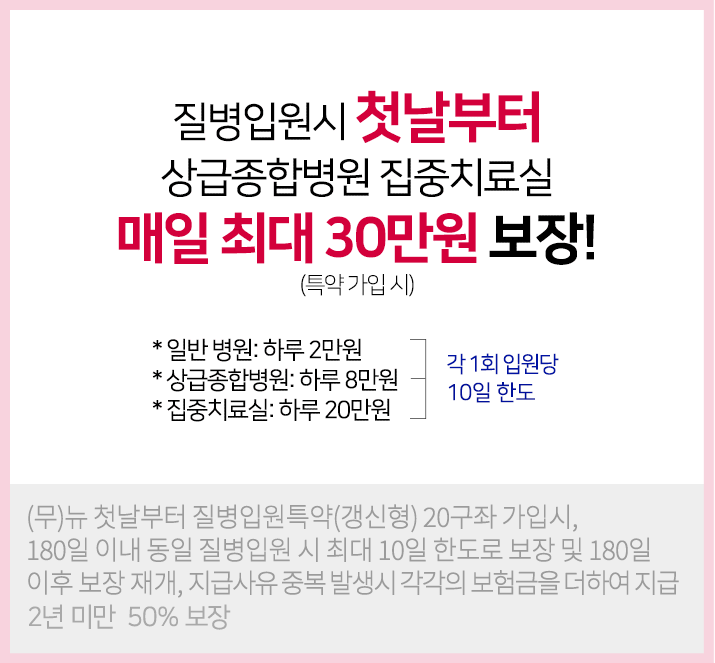 질병입원시 첫날부터
상급종합병원 집중치료실
매일 최대 30만원 보장!
(특약 가입 시)
* 일반 병원: 하루 2만원
* 상급종합병원: 하루 8만원
* 집중치료실: 하루 20만원
각 1회 입원당
10일 한도
(무)뉴 첫날부터 질병입원특약(갱신형) 20구좌 가입시,
180일 이내 동일 질병입원 시 최대 10일 한도로 보장 및 180일
이후 보장 재개, 지급사유 중복 발생시 각각의 보험금을 더하여 지급
2년 미만 50% 보장